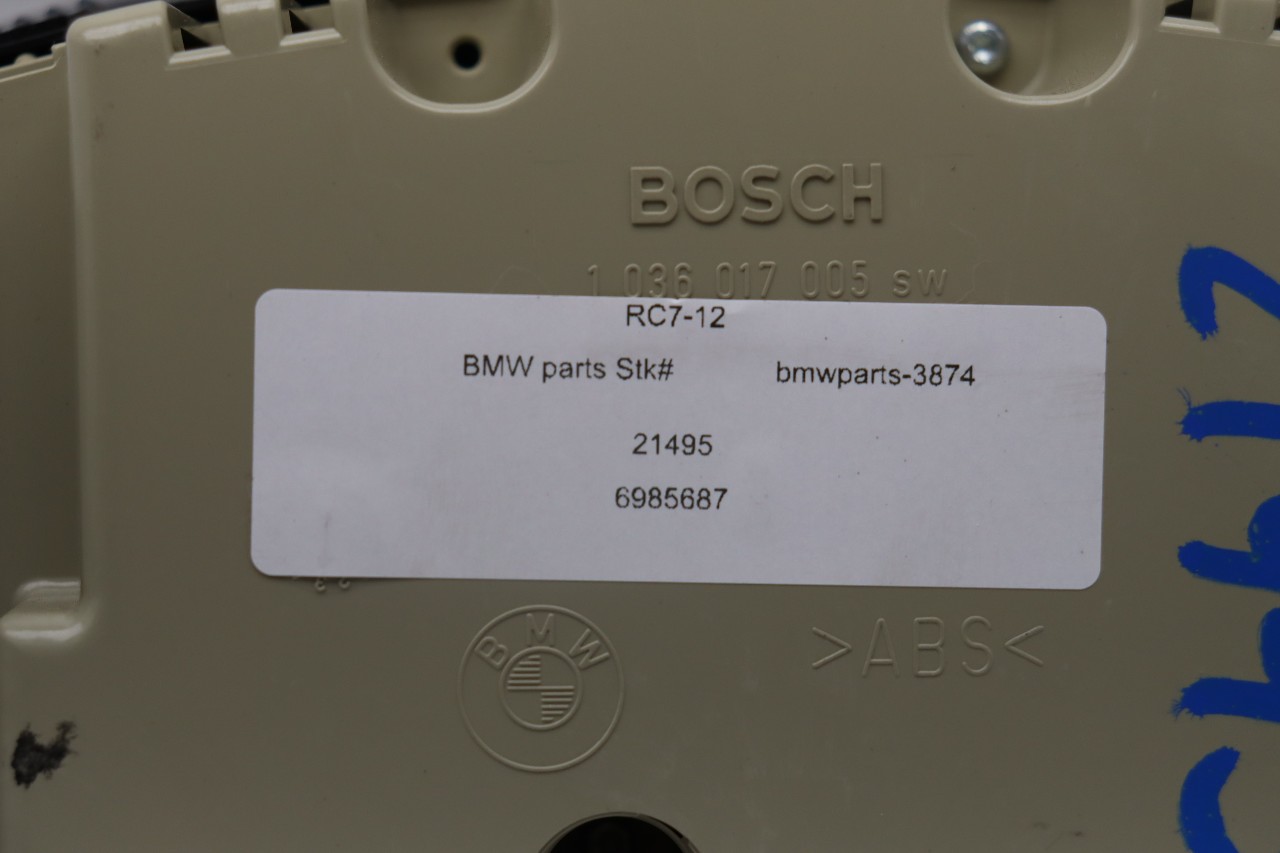 BOSCH
1 036 017 005 sw
RC7-12
BMW parts Stk# bmwparts-3874
21495
6985687
BMW
>ABS<